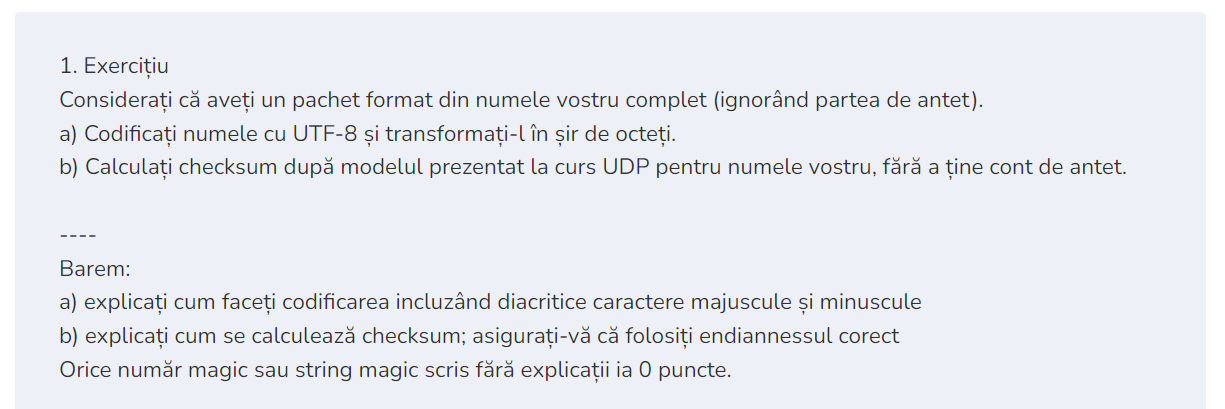 1. Exercițiu
Considerați că aveți un pachet format din numele vostru complet (ignorând partea de antet).
a) Codificați numele cu UTF-8 și transformați-l în șir de octeți.
b) Calculați checksum după modelul prezentat la curs UDP pentru numele vostru, fără a ține cont de antet.
----
Barem:
a) explicați cum faceți codificarea incluzând diacritice caractere majuscule și minuscule
b) explicați cum se calculează checksum; asigurați-vă că folosiți endiannessul corect
Orice număr magic sau string magic scris fără explicații ia 0 puncte.